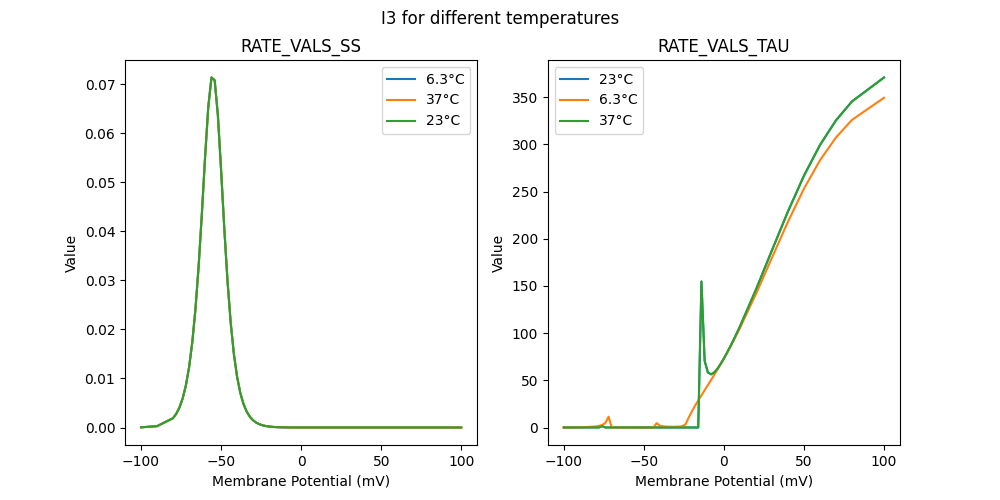 I3 for different temperatures
RATE_VALS_SS
Value
0.07
0.06
0.05
0.04
0.03
0.02
0.01
0.00
6.3°C
37°C
23°C
−100
−50
0
50
100
Membrane Potential (mV)
RATE_VALS_TAU
Value
350
300
250
200
150
100
50
0
23°C
6.3°C
37°C
−100
−50
0
50
100
Membrane Potential (mV)